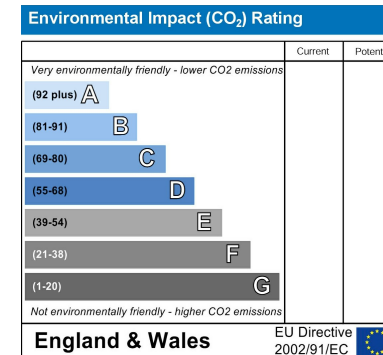 Environmental Impact (CO₂) Rating
Current Potent
Very environmentally friendly - lower CO2 emissions
(92 plus) A
(81-91) B
(69-80) C
(55-68) D
(39-54) E
(21-38) F
(1-20) G
Not environmentally friendly - higher CO2 emissions
England & Wales
EU Directive
2002/91/EC